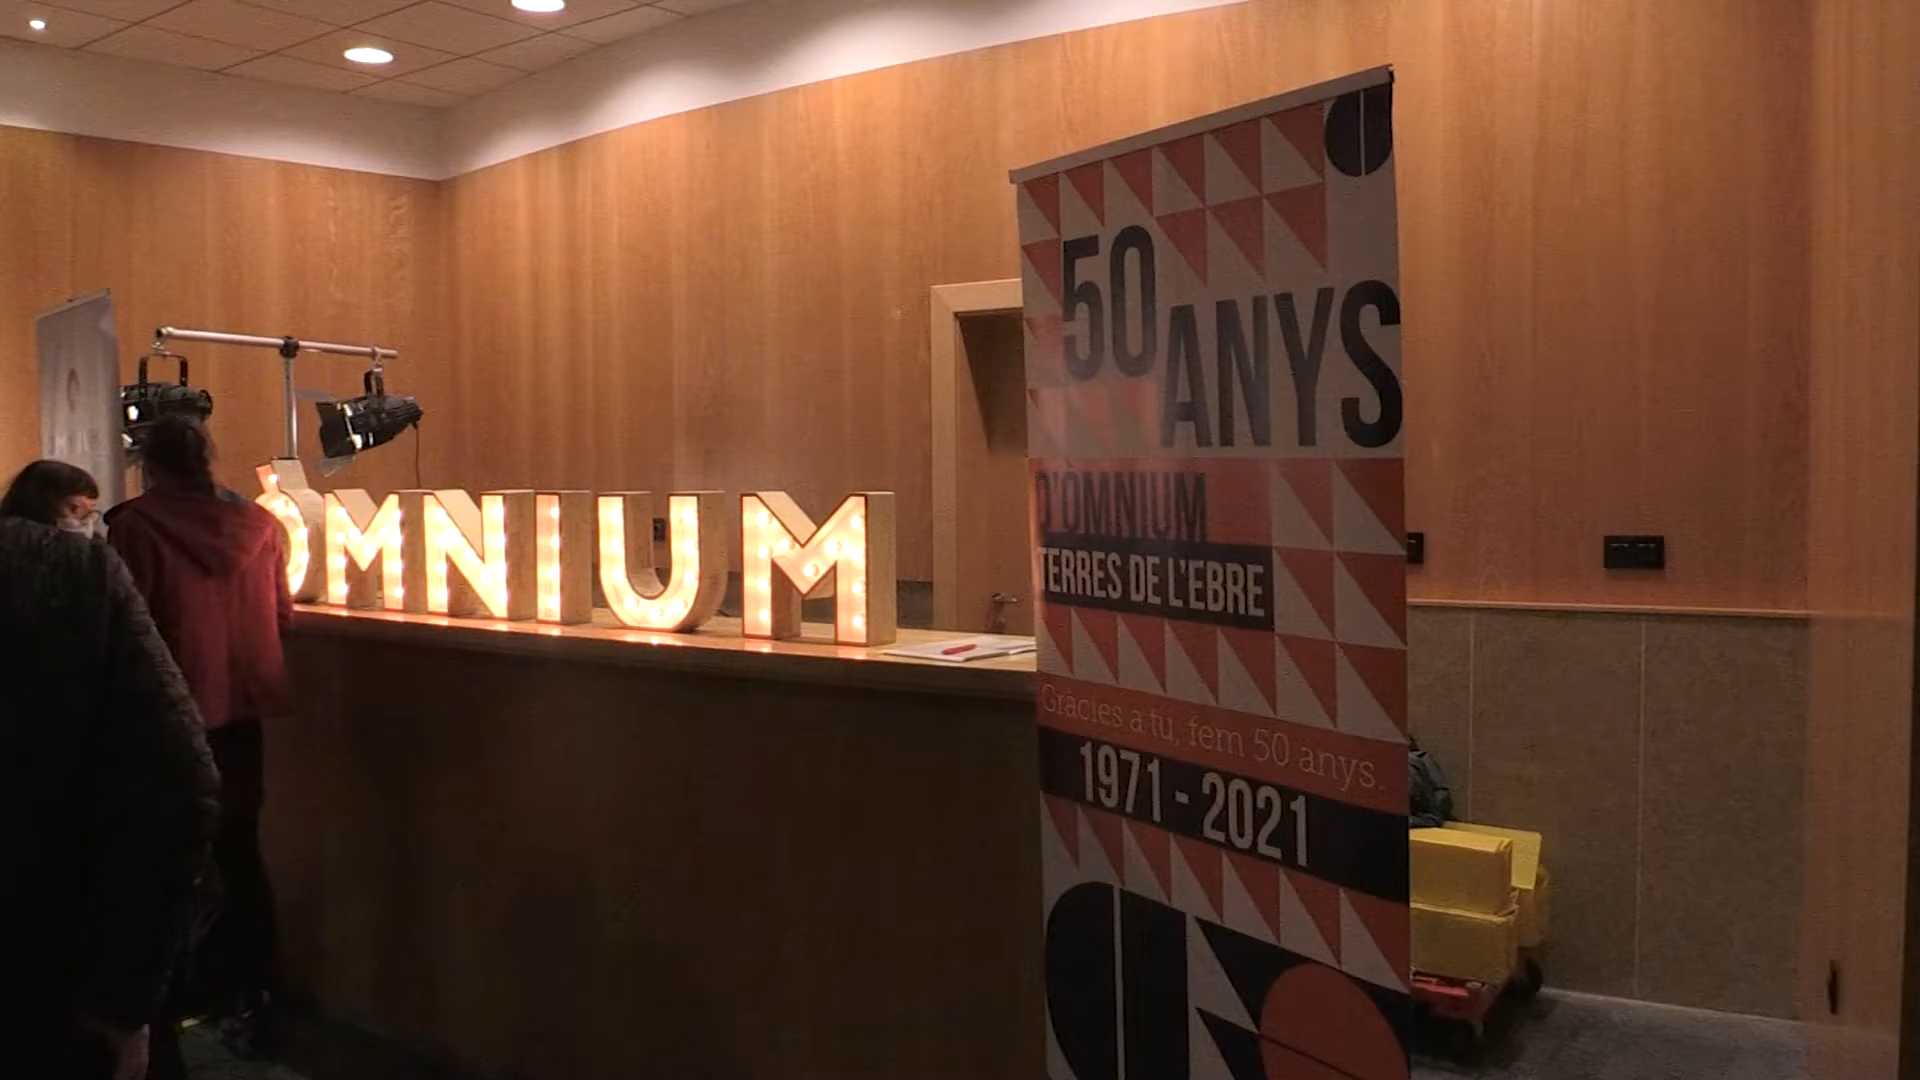 ÒMNIUM
50
ANYS
D'ÒMNIUM
TERRES DE L'EBRE
Gràcies a tu, fem 50 anys.
1971 - 2021